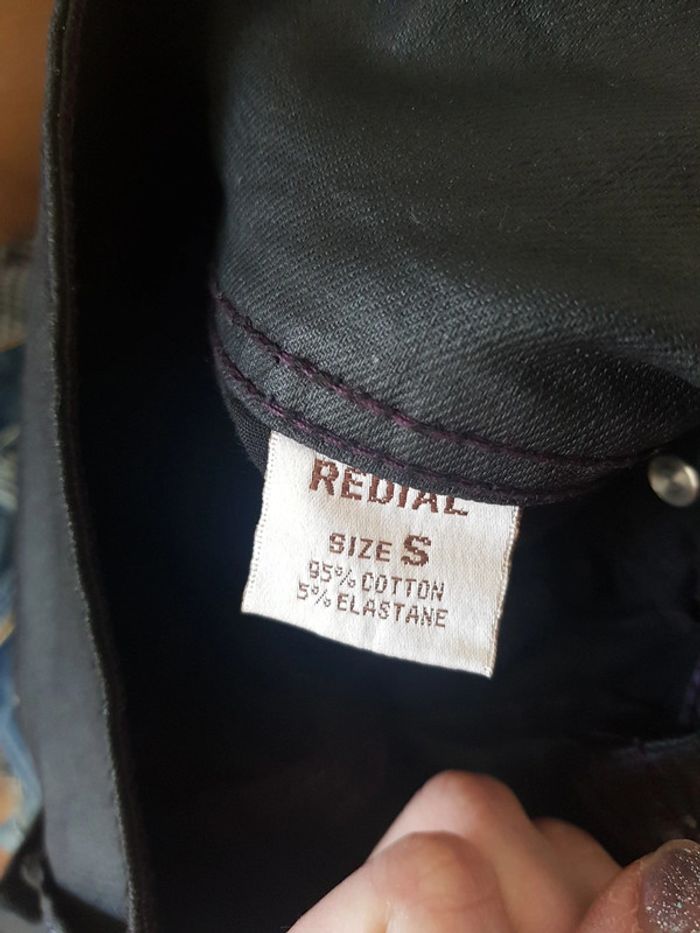 REDIAL
SIZE S
95% COTTON
5% ELASTANE